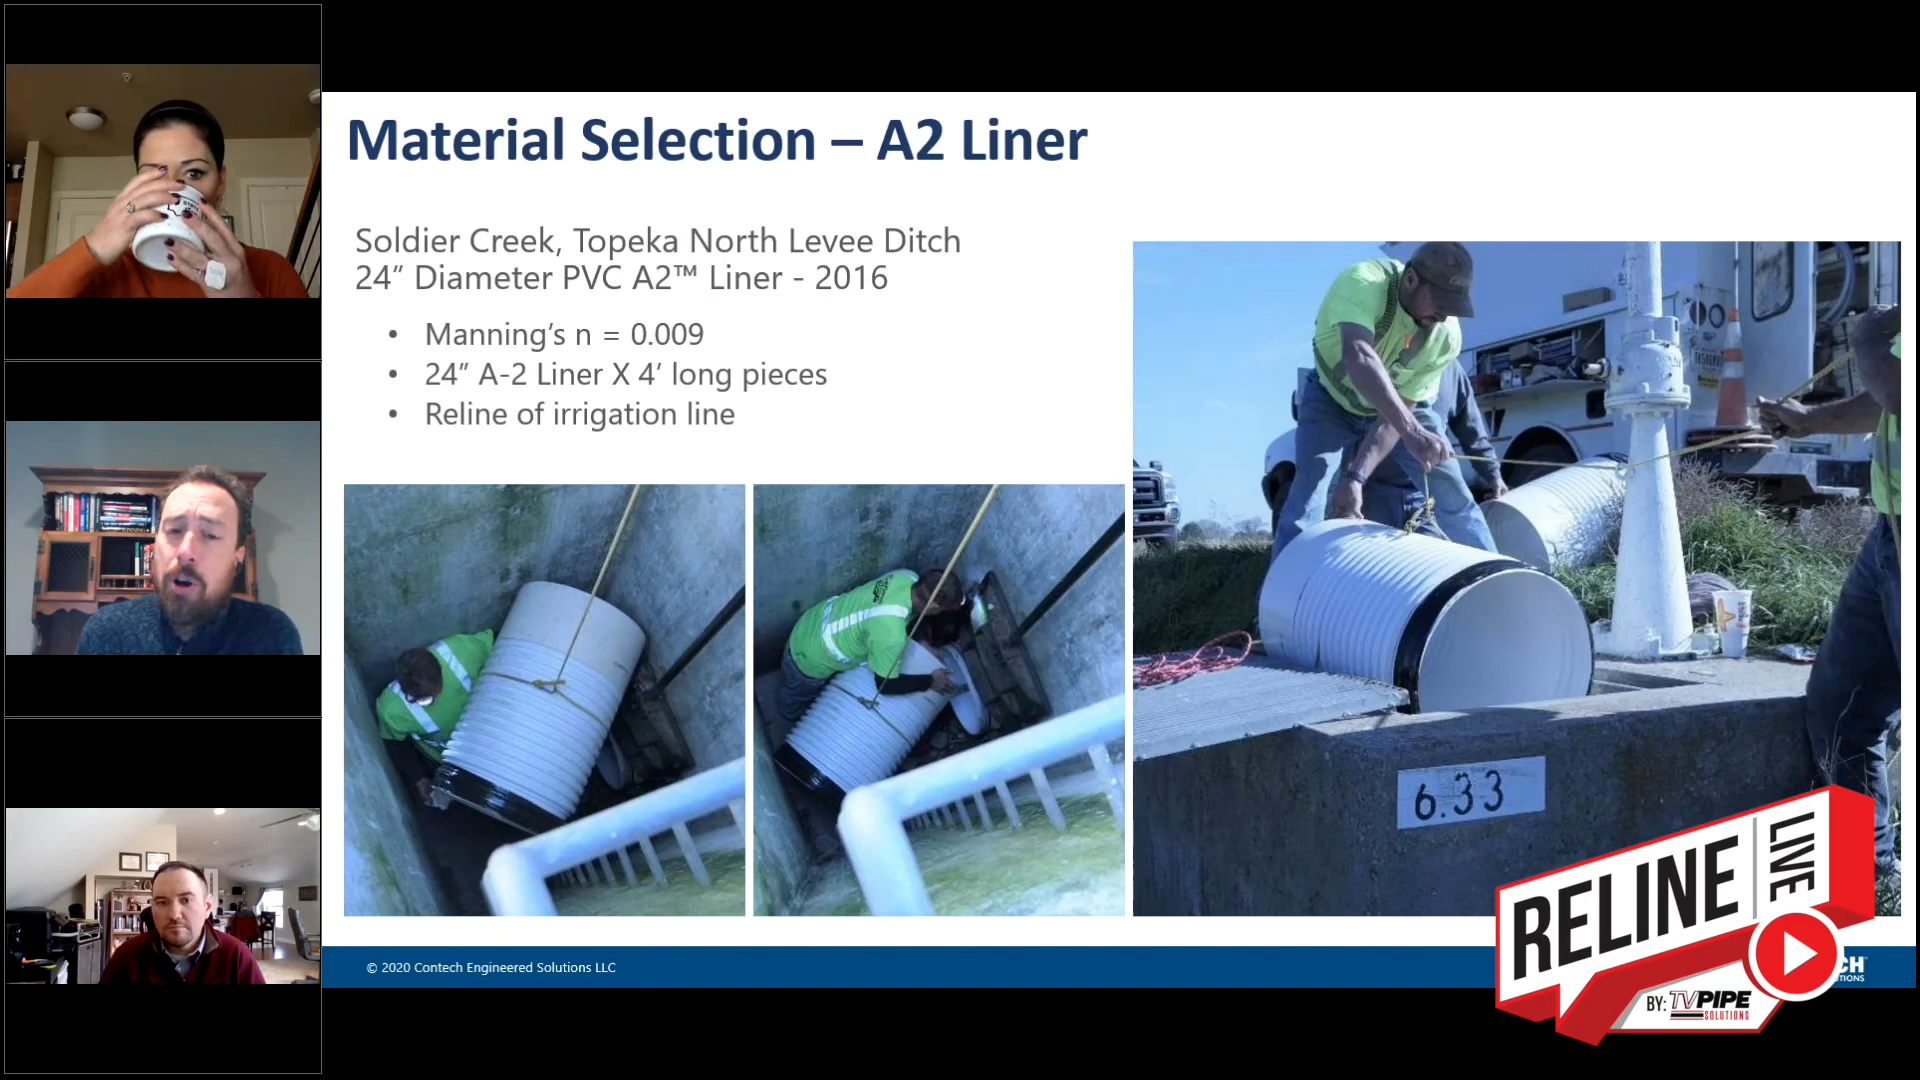 Material Selection – A2 Liner
Soldier Creek, Topeka North Levee Ditch
24” Diameter PVC A2™ Liner - 2016
• Manning’s n = 0.009
• 24” A-2 Liner X 4’ long pieces
• Reline of irrigation line
6.33
RELINE LIVE
BY: TVPIPE
SOLUTIONS
© 2020 Contech Engineered Solutions LLC